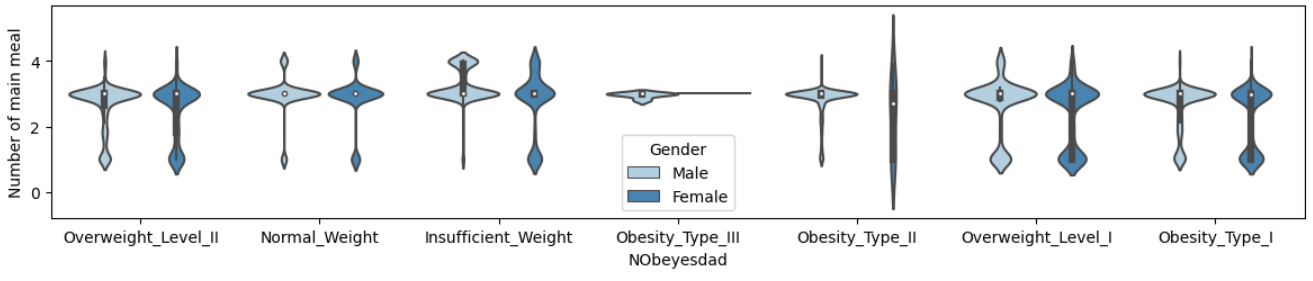 Number of main meal
4
2
0
Gender
Male
Female
Overweight_Level_II Normal_Weight Insufficient_Weight Obesity_Type_III Obesity_Type_II Overweight_Level_I Obesity_Type_I
NObeyesdad